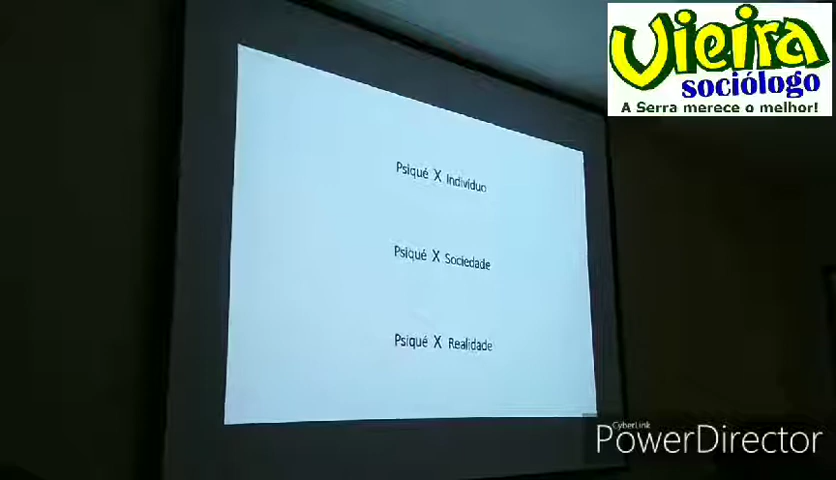 Vieira
sociólogo
A Serra merece o melhor!
Psiqué X Indivíduo
Psiqué X Sociedade
Psiqué X Realidade
CyberLink
PowerDirector